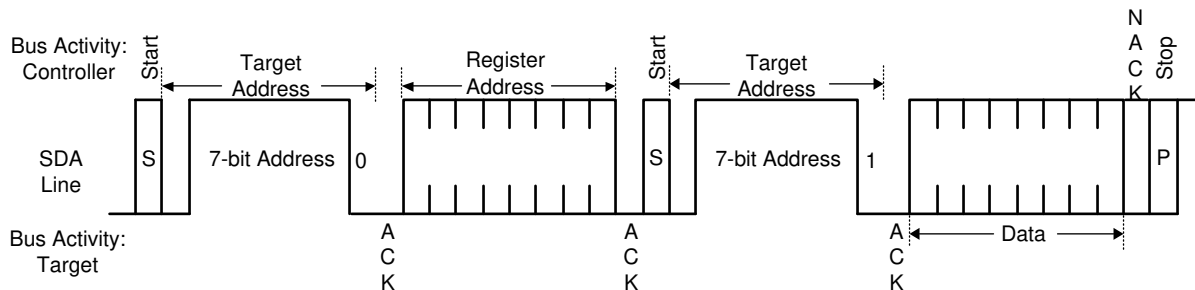 Bus Activity:
Controller
Start
Target
Address
Register
Address
Start
Target
Address
N
A
C
K
Stop
SDA
Line
S
7-bit Address
0
S
7-bit Address
1
P
Bus Activity:
Target
A
C
K
A
C
K
A
C
K
Data